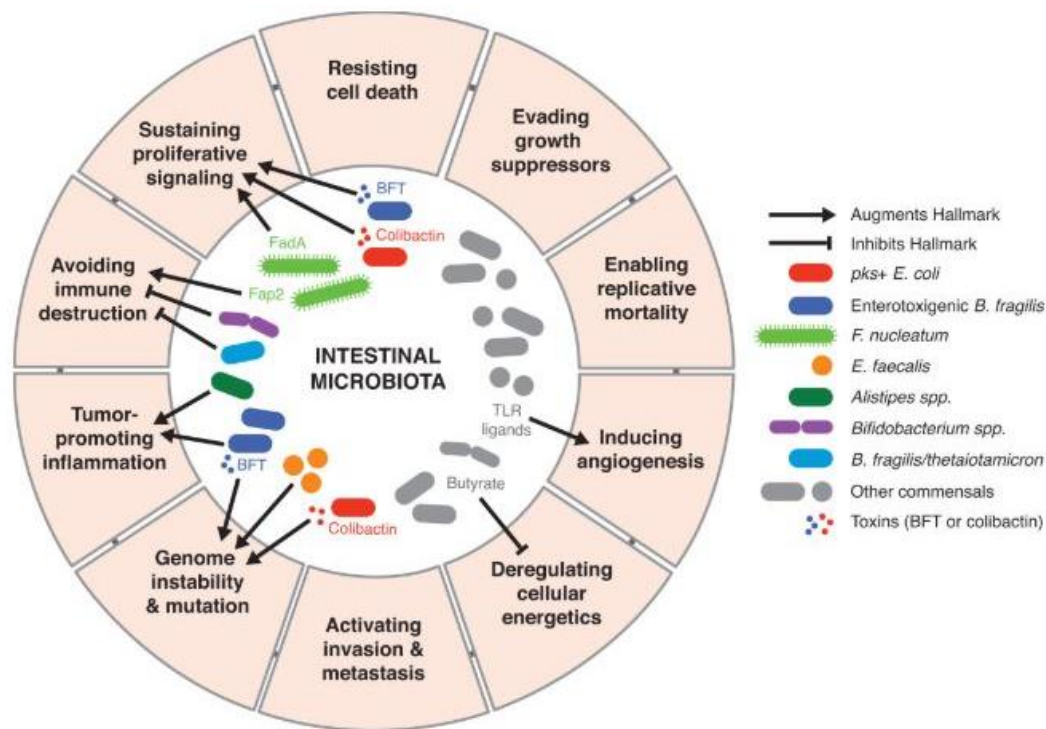 Resisting
cell death
Evading
growth
suppressors
Enabling
replicative
mortality
Inducing
angiogenesis
Deregulating
cellular
energetics
Activating
invasion &
metastasis
Genome
instability
& mutation
Tumor-
promoting
inflammation
Avoiding
immune
destruction
Sustaining
proliferative
signaling
BFT
Colibactin
FadA
Fap2
INTESTINAL
MICROBIOTA
TLR
ligands
Butyrate
BFT
Colibactin
Augments Hallmark
Inhibits Hallmark
pks+ E. coli
Enterotoxigenic B. fragilis
F. nucleatum
E. faecalis
Alistipes spp.
Bifidobacterium spp.
B. fragilis/thetaiotamicron
Other commensals
Toxins (BFT or colibactin)